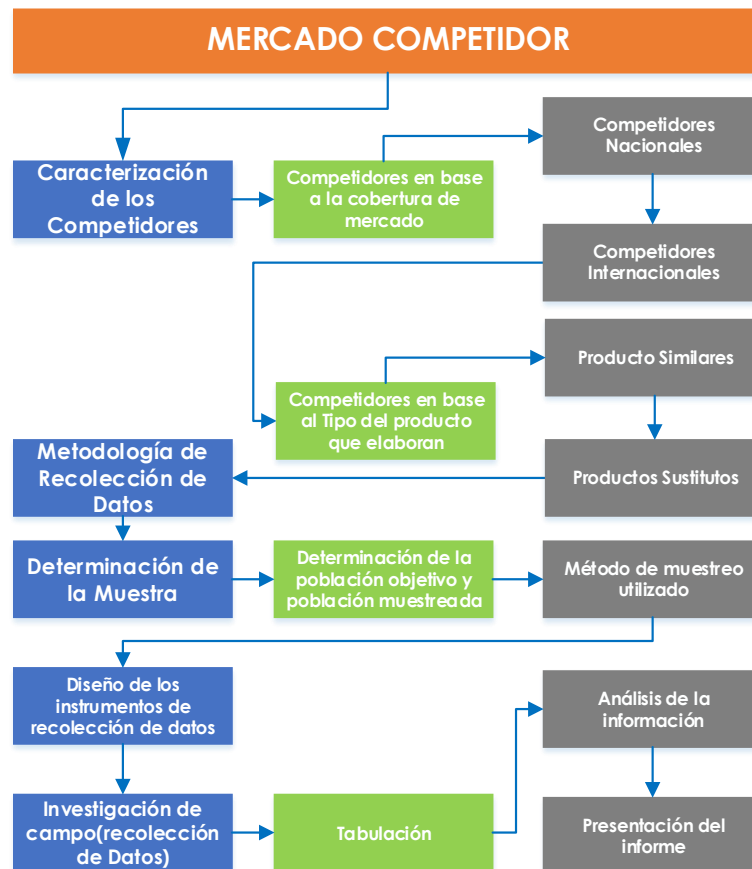 MERCADO COMPETIDOR
Caracterización
de los
Competidores
Competidores en base
a la cobertura de
mercado
Competidores
Nacionales
Competidores
Internacionales
Competidores en base
al Tipo del producto
que elaboran
Producto Similares
Productos Sustitutos
Metodología de
Recolección de
Datos
Determinación de
la Muestra
Determinación de la
población objetivo y
población muestreada
Método de muestreo
utilizado
Diseño de los
instrumentos de
recolección de datos
Investigación de
campo(recolección
de Datos)
Tabulación
Análisis de la
información
Presentación del
informe